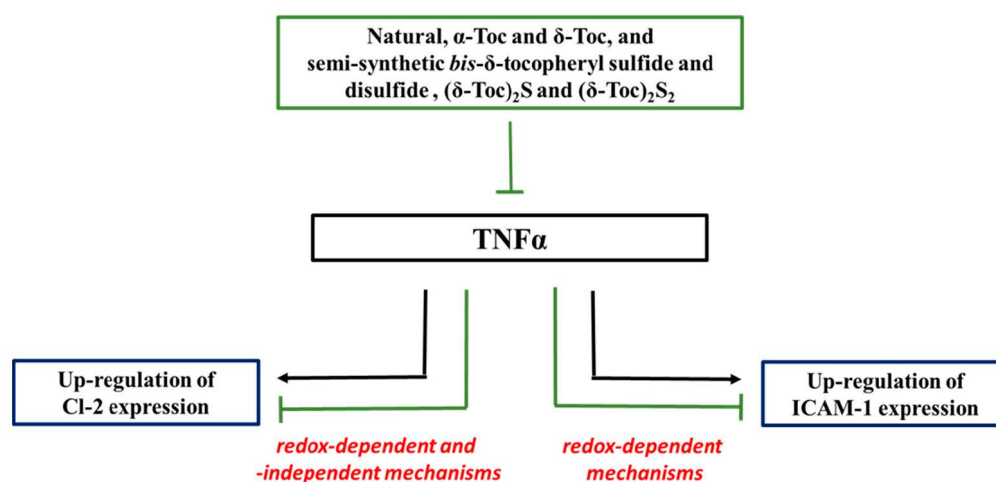 Natural, α-Toc and δ-Toc, and
semi-synthetic bis-δ-tocopheryl sulfide and
disulfide , (δ-Toc)₂S and (δ-Toc)₂S₂
TNFα
Up-regulation of
Cl-2 expression
Up-regulation of
ICAM-1 expression
redox-dependent and
-independent mechanisms
redox-dependent
mechanisms